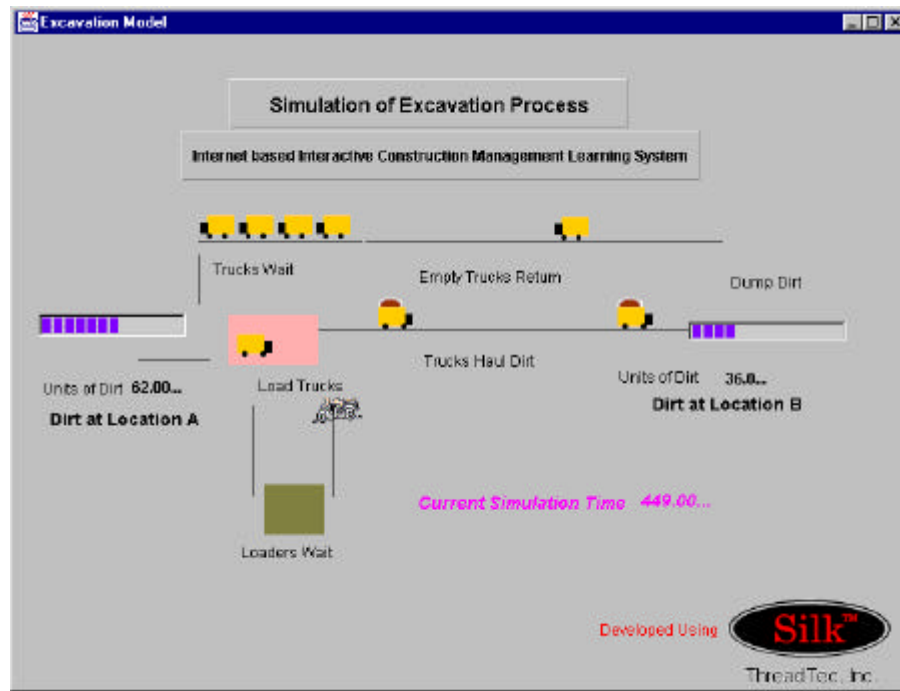 Excavation Model
Simulation of Excavation Process
Internet based Interactive Construction Management Learning System
Trucks Wait
Empty Trucks Return
Dump Dirt
Trucks Haul Dirt
Load Trucks
Units of Dirt 62.00...
Dirt at Location A
Units of Dirt 36.0...
Dirt at Location B
Current Simulation Time 449.00...
Loaders Wait
Developed Using
Silk™
ThreadTec, Inc.